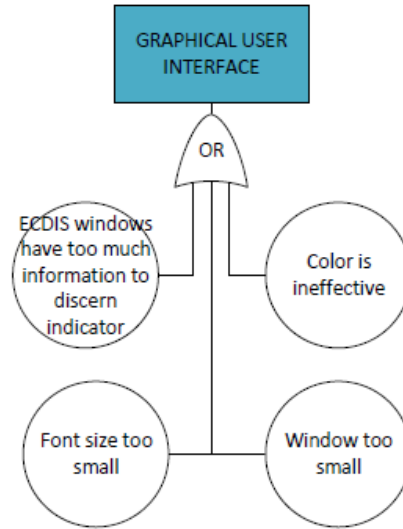 GRAPHICAL USER
INTERFACE
OR
ECDIS windows
have too much
information to
discern
indicator
Color is
ineffective
Font size too
small
Window too
small